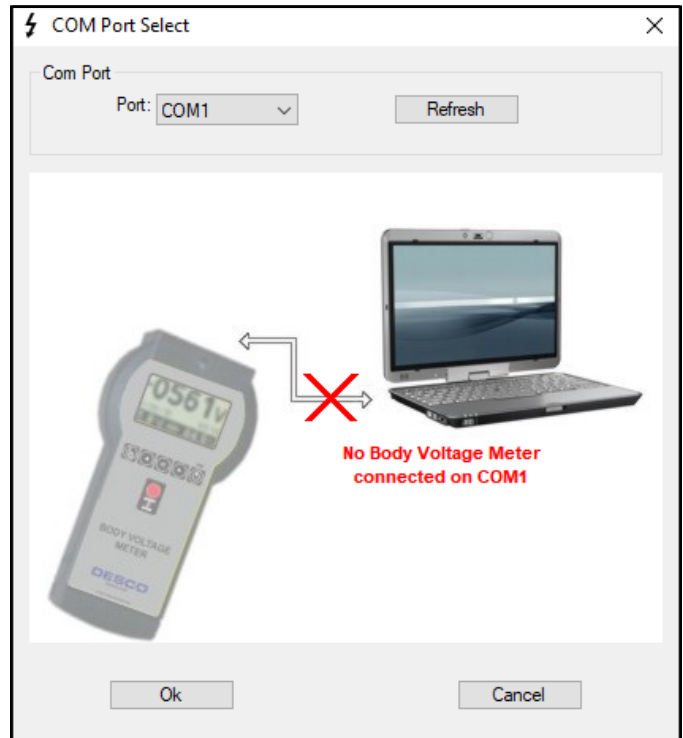 COM Port Select
Com Port
Port: COM1
Refresh
0561v
No Body Voltage Meter
connected on COM1
BODY VOLTAGE
METER
DESCO
Ok
Cancel